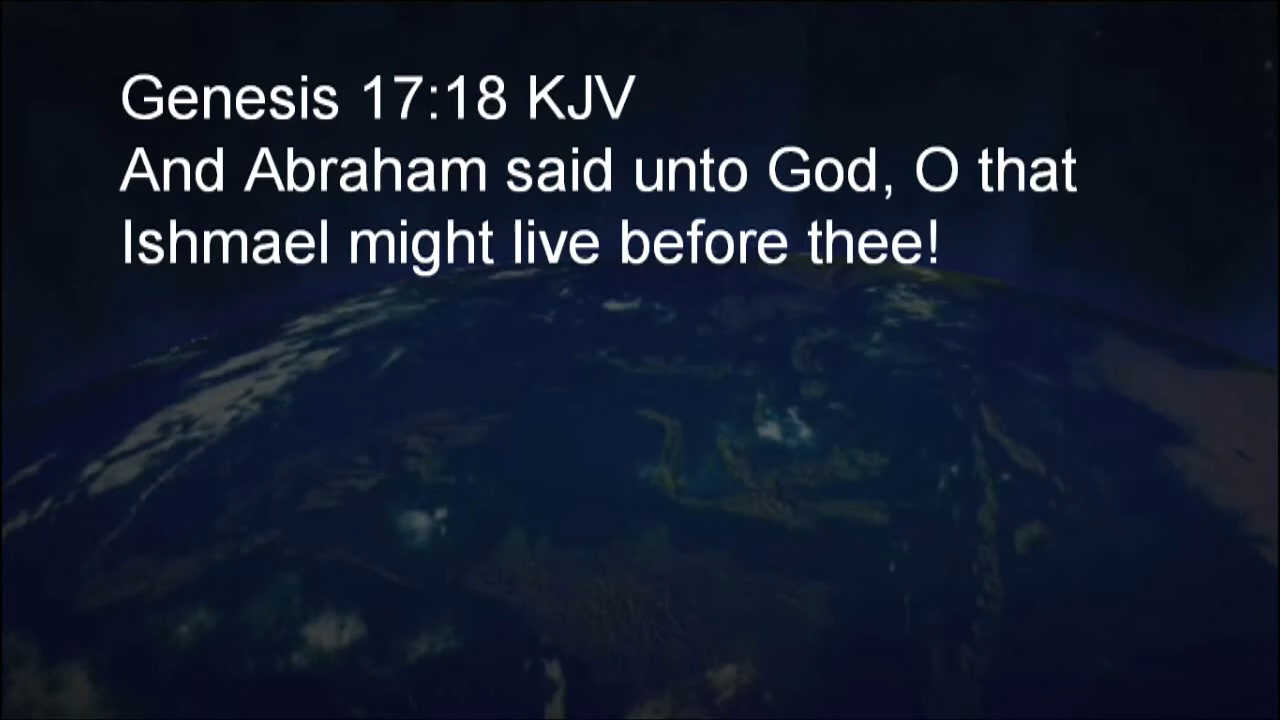 Genesis 17:18 KJV
And Abraham said unto God, O that
Ishmael might live before thee!